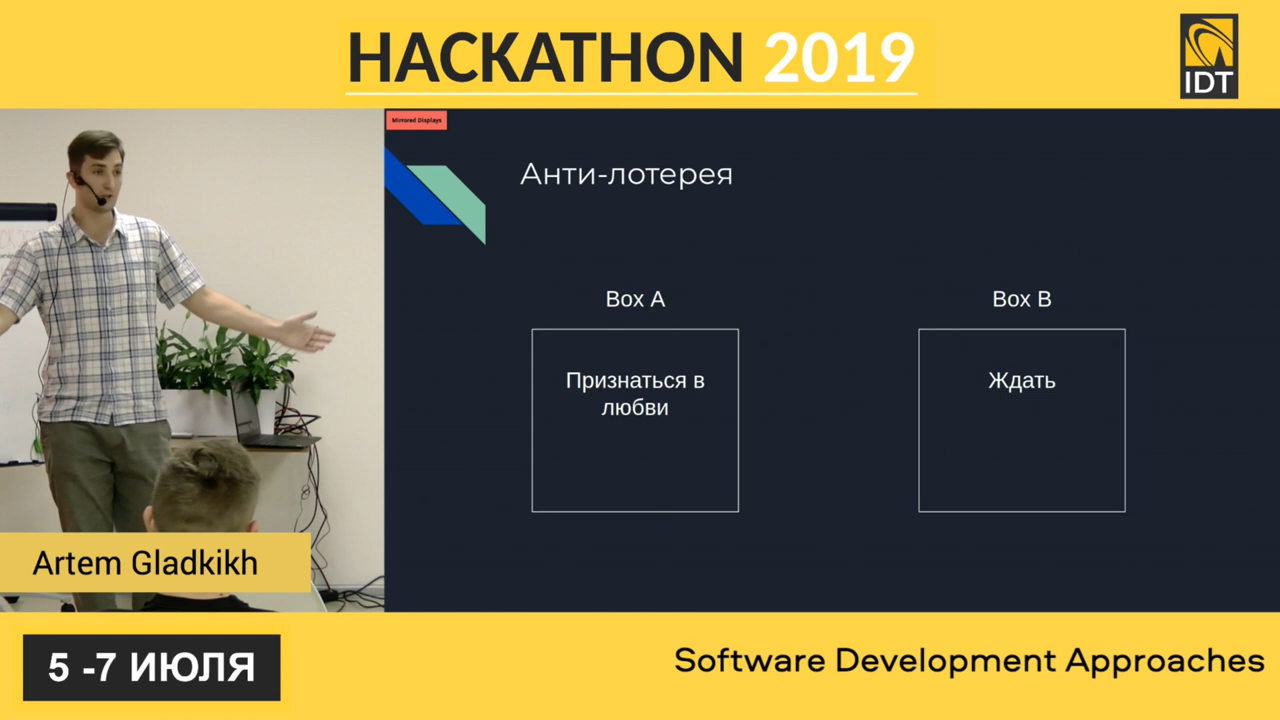 HACKATHON 2019
IDT
Mirrored Displays
Анти-лотерея
Box A
Box B
Признаться в
любви
Ждать
Artem Gladkikh
5 -7 ИЮЛЯ
Software Development Approaches